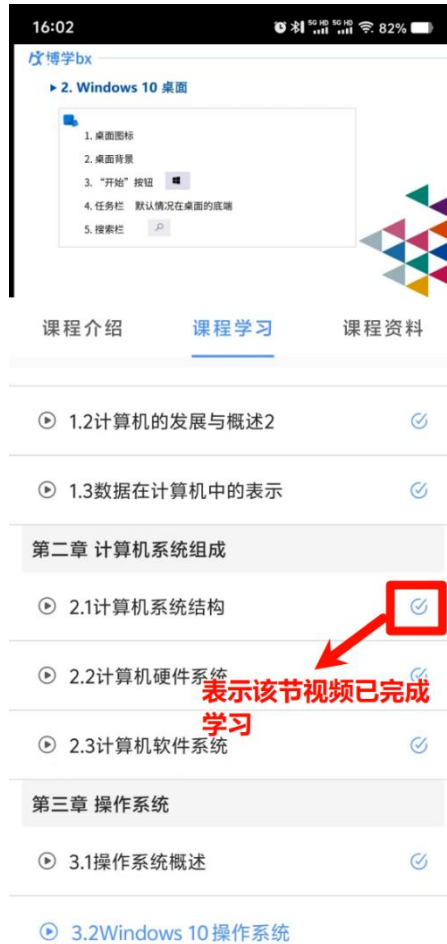 16:02
5G HD 5G HD 82%
博学bx
▸ 2. Windows 10 桌面
1. 桌面图标
2. 桌面背景
3. “开始”按钮
4. 任务栏 默认情况在桌面的底端
5. 搜索栏
课程介绍 课程学习 课程资料
1.2计算机的发展与概述2
1.3数据在计算机中的表示
第二章 计算机系统组成
2.1计算机系统结构
2.2计算机硬件系统
表示该节视频已完成
学习
2.3计算机软件系统
第三章 操作系统
3.1操作系统概述
3.2Windows 10操作系统